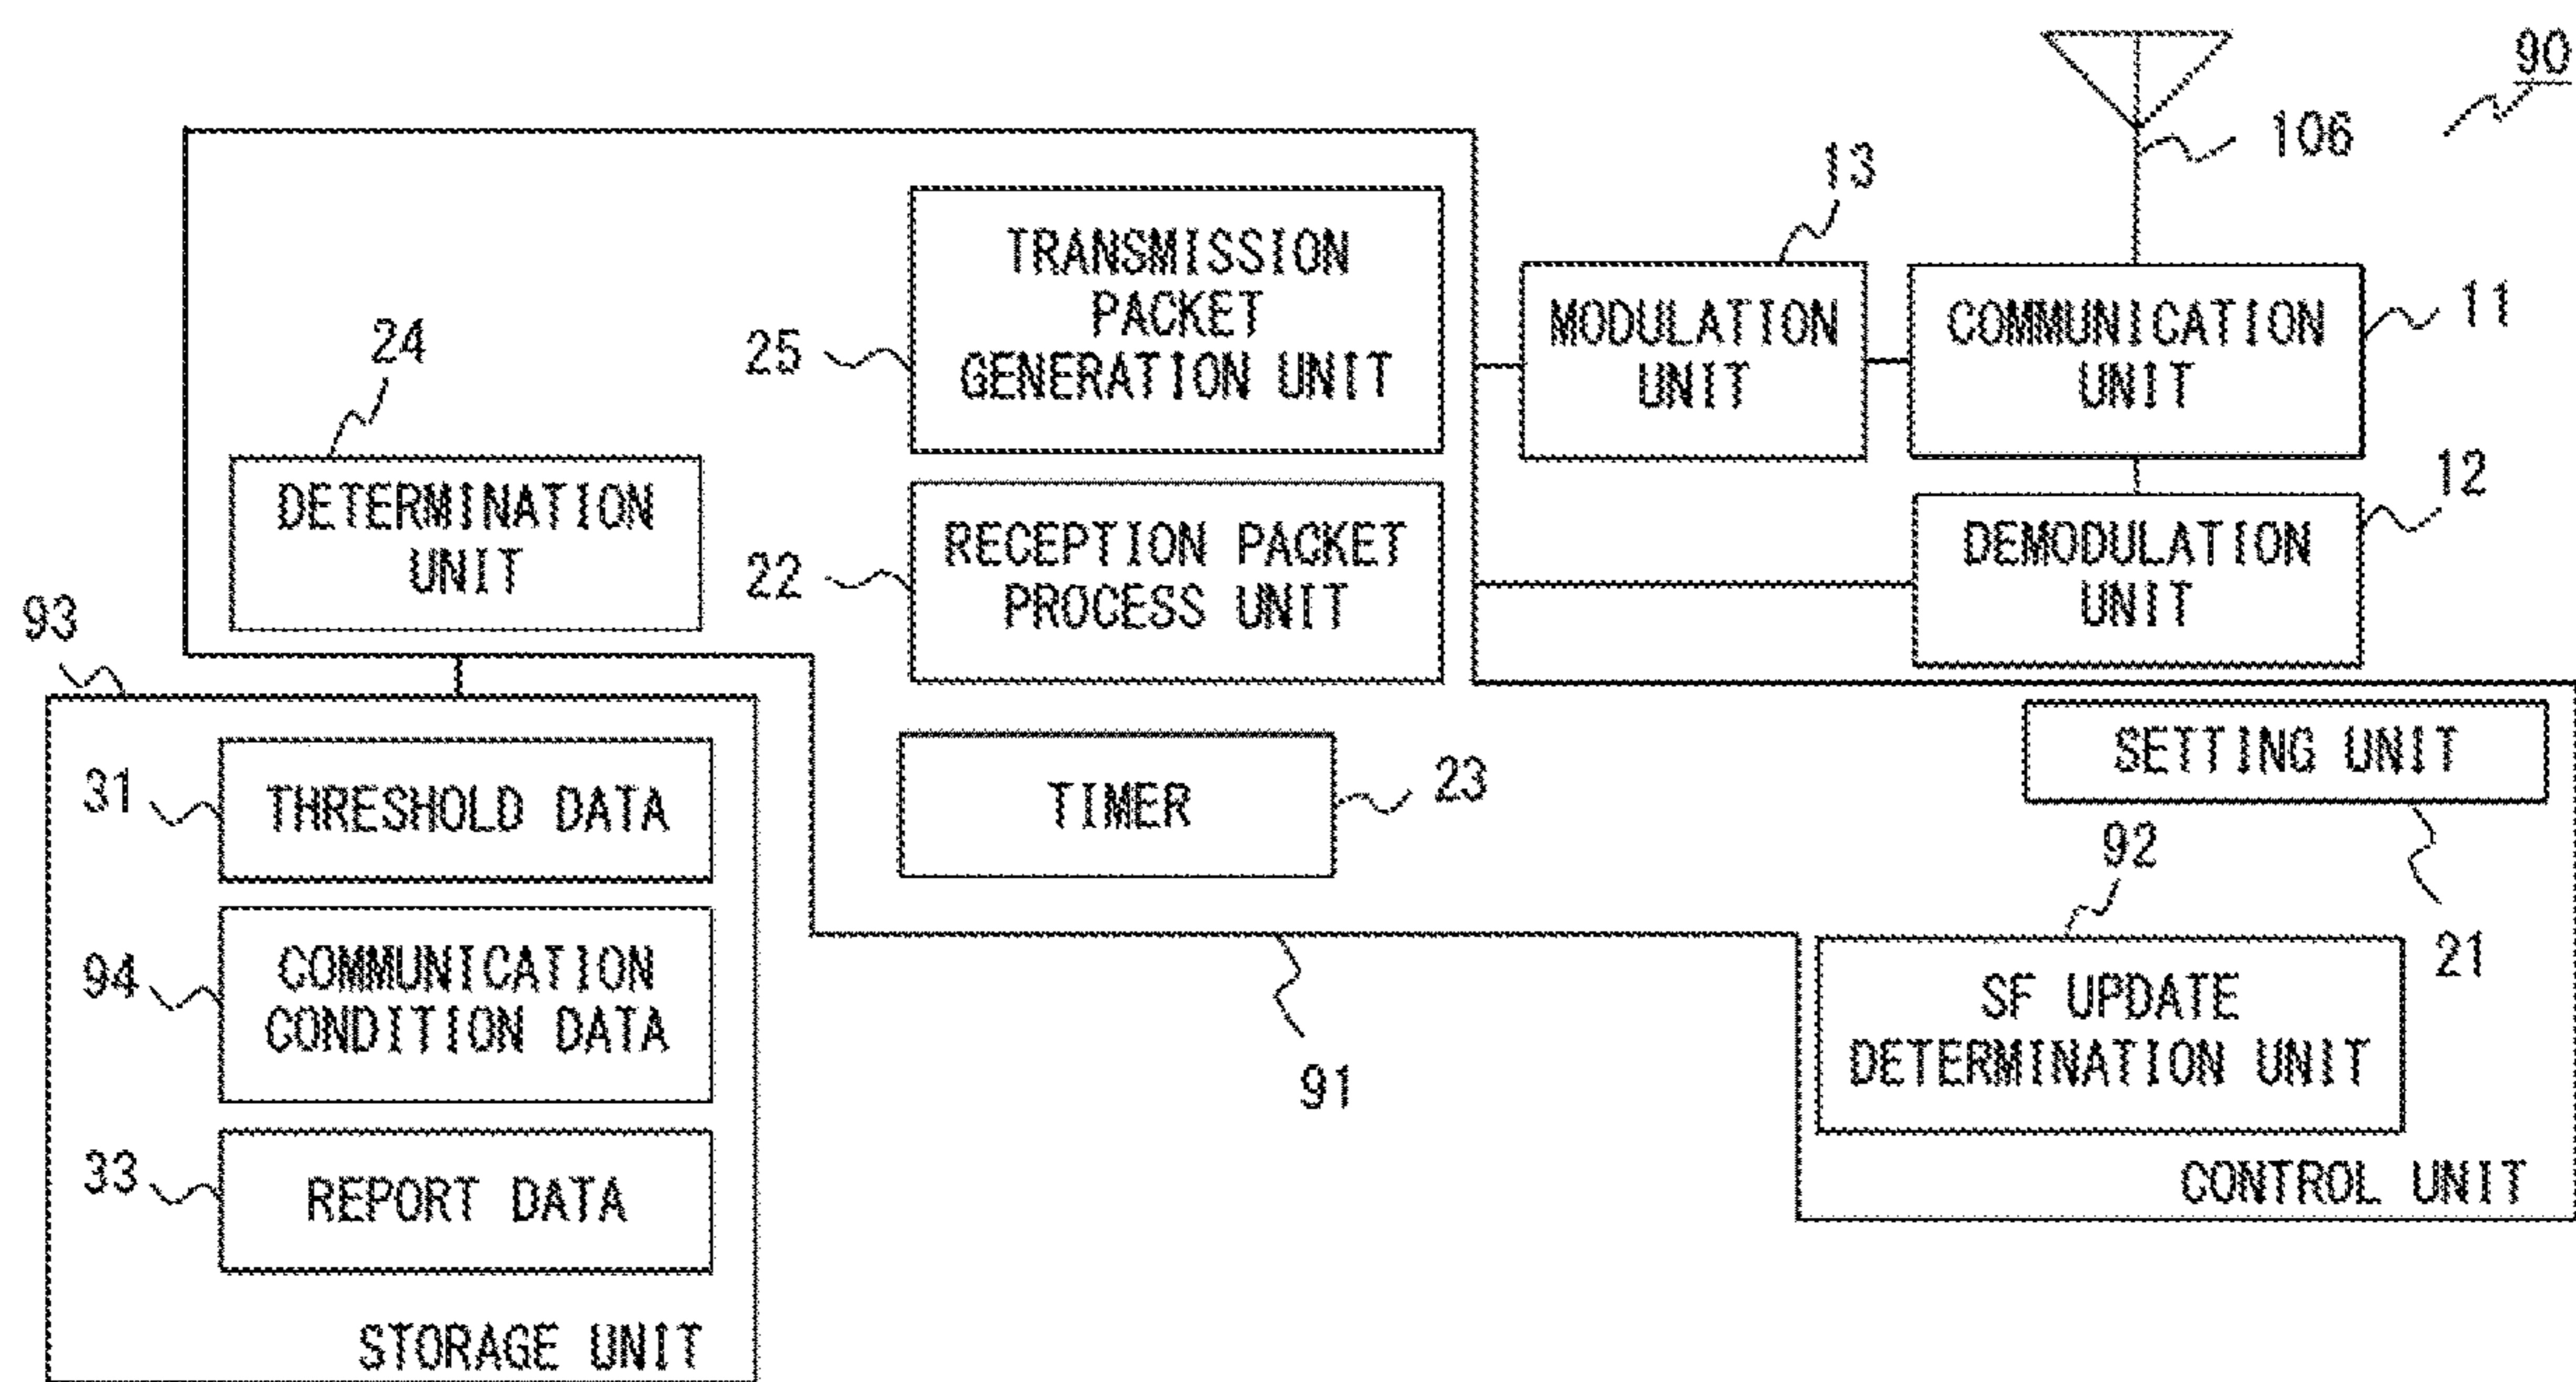 90
106
13
TRANSMISSION
PACKET
GENERATION UNIT
25
MODULATION
UNIT
COMMUNICATION
UNIT
11
24
DETERMINATION
UNIT
RECEPTION PACKET
PROCESS UNIT
22
DEMODULATION
UNIT
12
93
SETTING UNIT
21
31
THRESHOLD DATA
TIMER
23
92
94
COMMUNICATION
CONDITION DATA
SF UPDATE
DETERMINATION UNIT
91
33
REPORT DATA
CONTROL UNIT
STORAGE UNIT